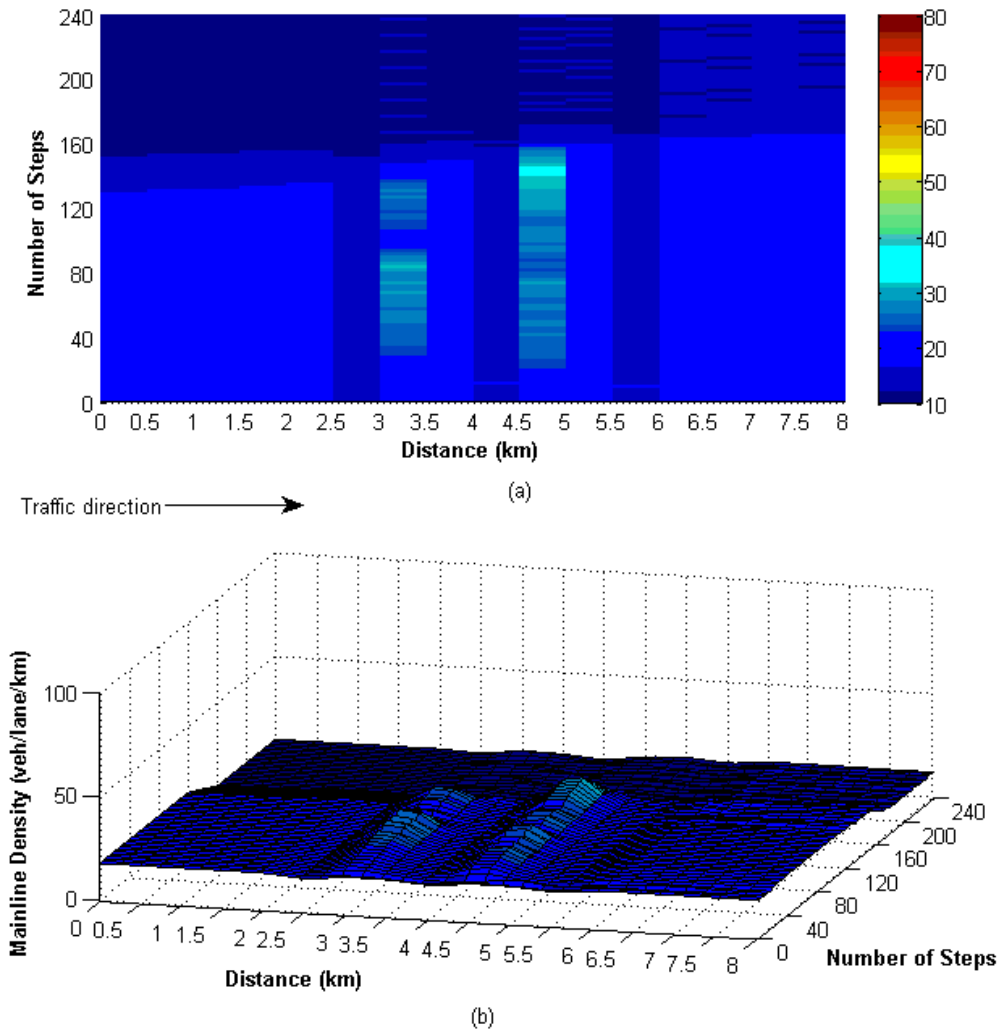 240
200
160
120
80
40
0
Number of Steps
0 0.5 1 1.5 2 2.5 3 3.5 4 4.5 5 5.5 6 6.5 7 7.5 8
Distance (km)
80
70
60
50
40
30
20
10
(a)
Traffic direction
100
50
0
Mainline Density (veh/lane/km)
0 0.5 1 1.5 2 2.5 3 3.5 4 4.5 5 5.5 6 6.5 7 7.5 8
Distance (km)
0 40 80 120 160 200 240
Number of Steps
(b)